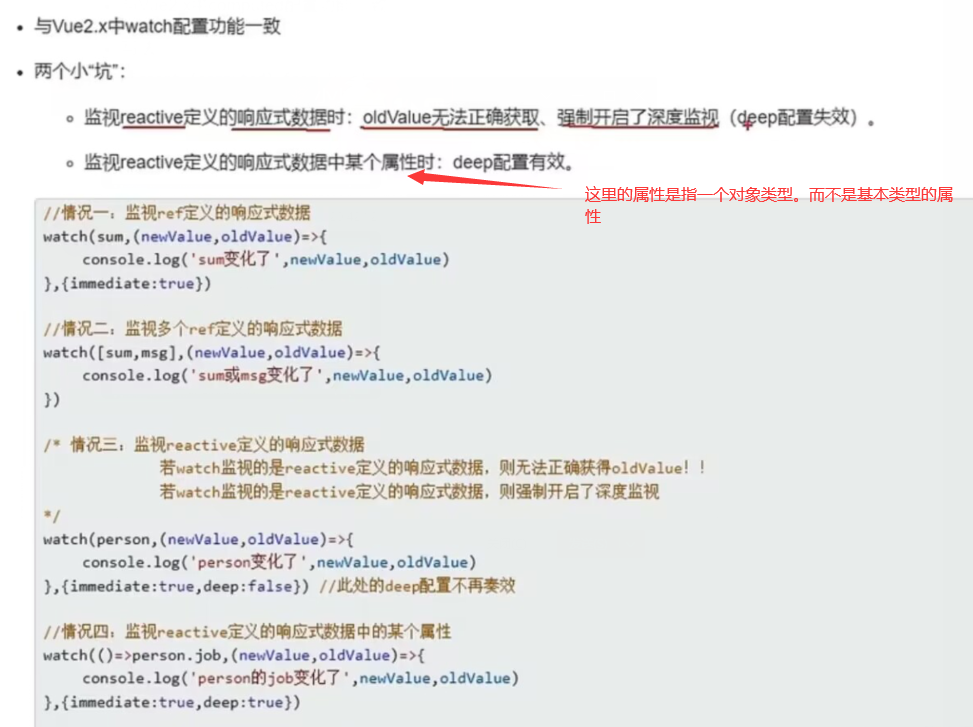 • 与Vue2.x中watch配置功能一致
• 两个小“坑”：
◦ 监视reactive定义的响应式数据时：oldValue无法正确获取、强制开启了深度监视（deep配置失效）。
◦ 监视reactive定义的响应式数据中某个属性时：deep配置有效。
这里的属性是指一个对象类型。而不是基本类型的属
性
//情况一：监视ref定义的响应式数据
watch(sum,(newValue,oldValue)=>{
    console.log('sum变化了',newValue,oldValue)
},{immediate:true})
//情况二：监视多个ref定义的响应式数据
watch([sum,msg],(newValue,oldValue)=>{
    console.log('sum或msg变化了',newValue,oldValue)
})
/* 情况三：监视reactive定义的响应式数据
            若watch监视的是reactive定义的响应式数据，则无法正确获得oldValue！！
            若watch监视的是reactive定义的响应式数据，则强制开启了深度监视
*/
watch(person,(newValue,oldValue)=>{
    console.log('person变化了',newValue,oldValue)
},{immediate:true,deep:false}) //此处的deep配置不再奏效
//情况四：监视reactive定义的响应式数据中的某个属性
watch(()=>person.job,(newValue,oldValue)=>{
    console.log('person的job变化了',newValue,oldValue)
},{immediate:true,deep:true})